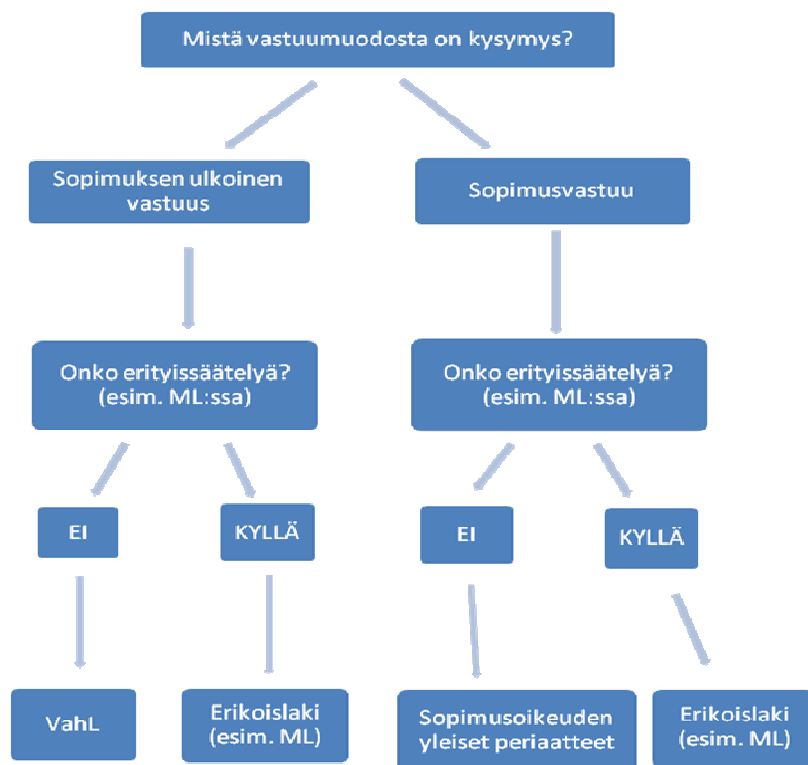 Mistä vastuumuodosta on kysymys?
Sopimuksen ulkoinen
vastuus
Sopimusvastuu
Onko erityissäätelyä?
(esim. ML:ssa)
Onko erityissäätelyä?
(esim. ML:ssa)
EI
KYLLÄ
EI
KYLLÄ
VahL
Erikoislaki
(esim. ML)
Sopimusoikeuden
yleiset periaatteet
Erikoislaki
(esim. ML)